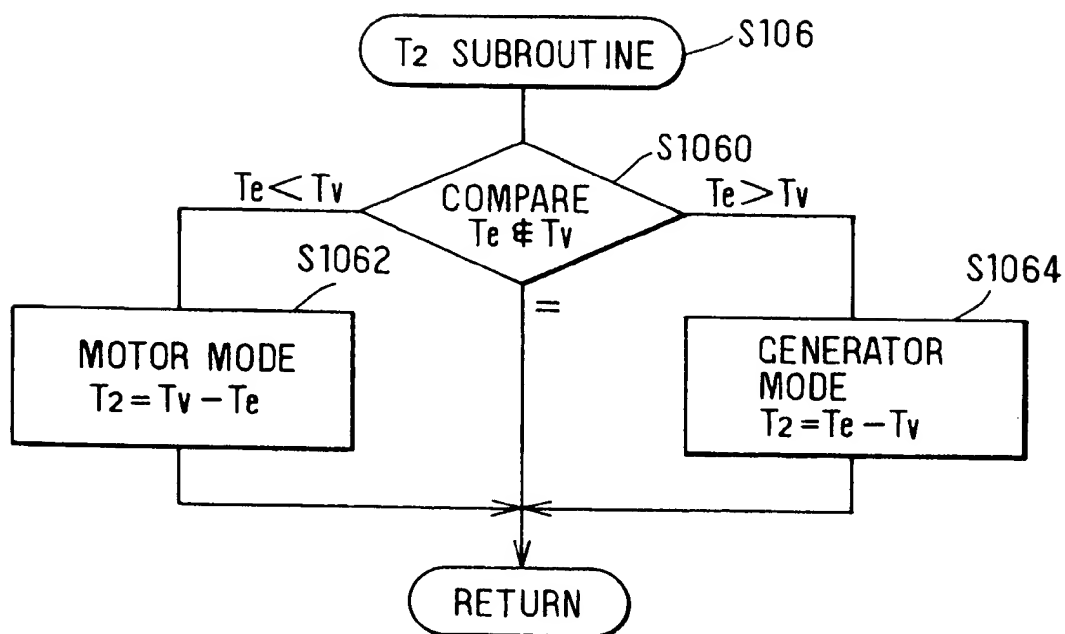 T2 SUBROUTINE
S106
S1060
Te < Tv
COMPARE
Te & Tv
Te > Tv
S1062
=
S1064
MOTOR MODE
T2 = Tv − Te
GENERATOR
MODE
T2 = Te − Tv
RETURN